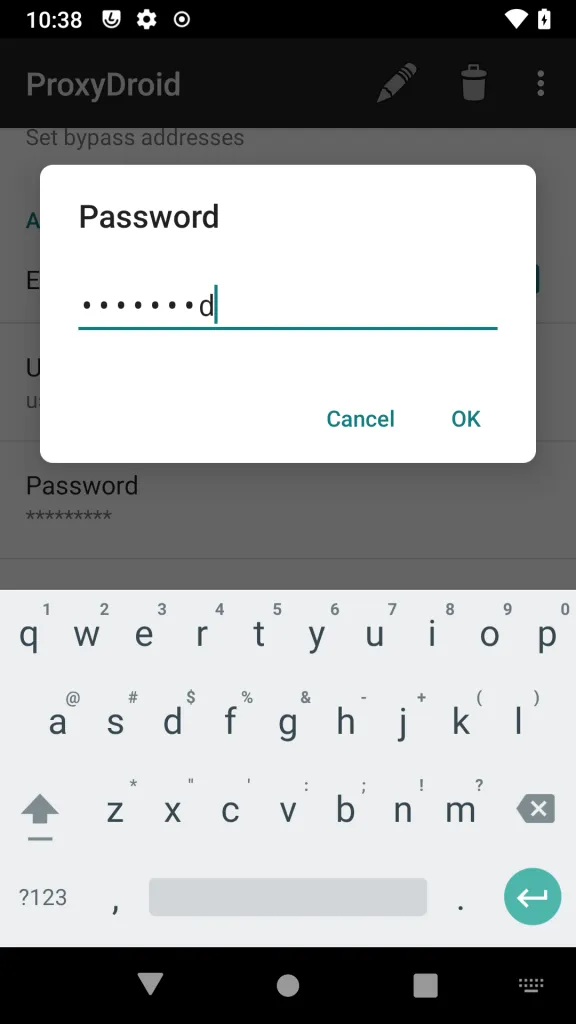 10:38
ProxyDroid
Set bypass addresses
Password
•••••••d
Cancel OK
Password
*********
1 2 3 4 5 6 7 8 9 0
q w e r t y u i o p
@ # $ % & - + ( )
a s d f g h j k l
* " ' : ; ! ?
z x c v b n m
?123 , .